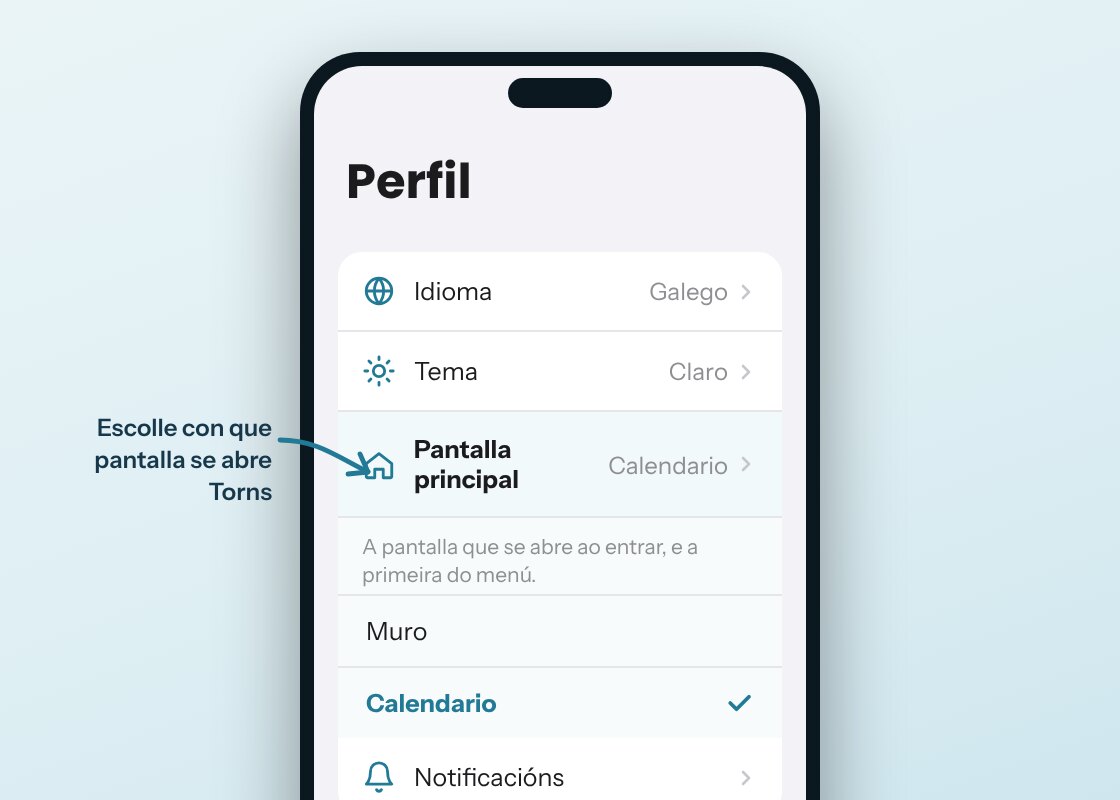 Perfil
Idioma
Galego
Tema
Claro
Escolle con que
pantalla se abre
Torns
Pantalla
principal
Calendario
A pantalla que se abre ao entrar, e a
primeira do menú.
Muro
Calendario
Notificacións